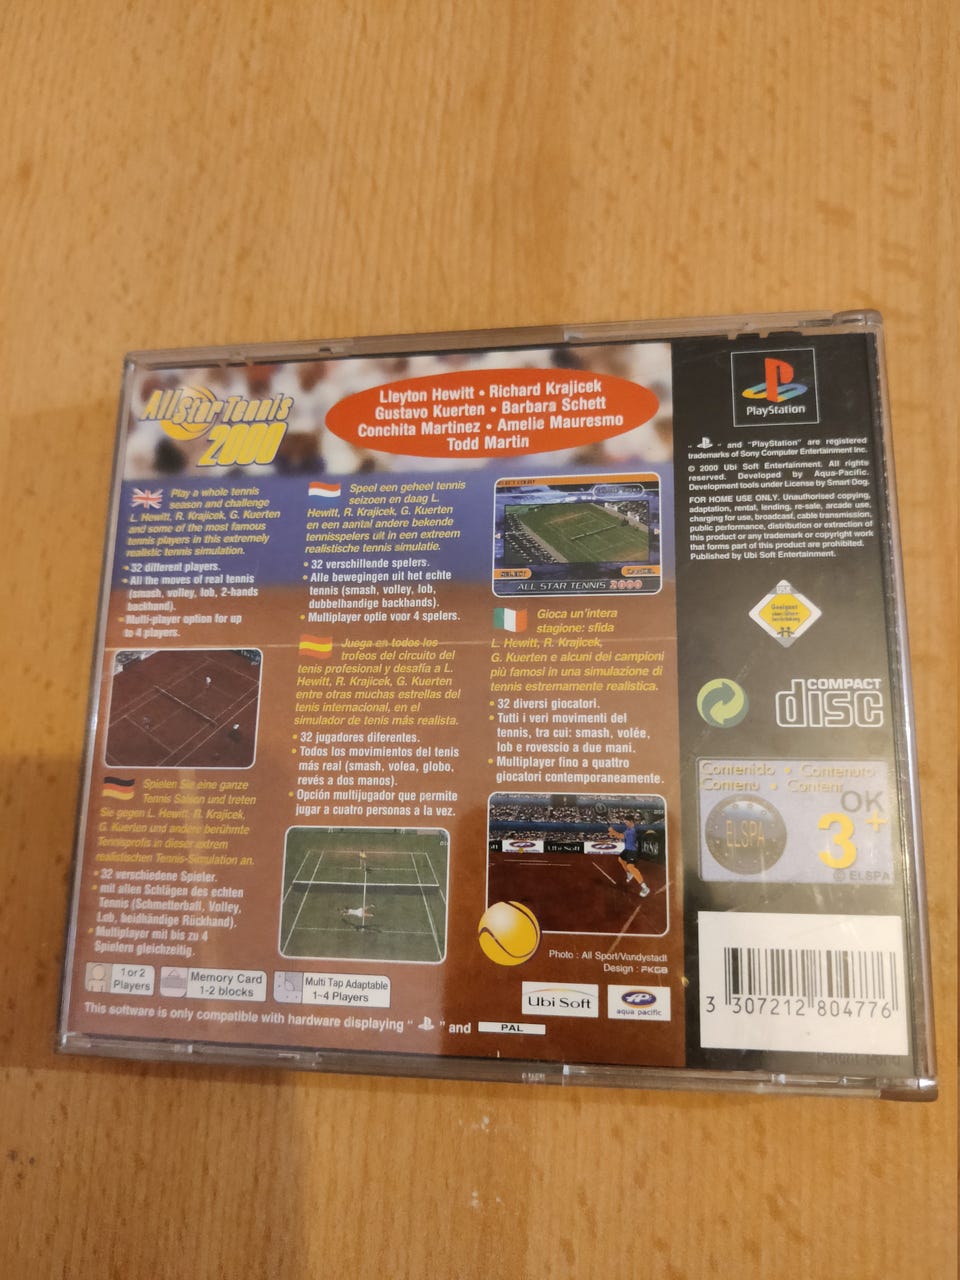 All Star Tennis
2000
Lleyton Hewitt • Richard Krajicek
Gustavo Kuerten • Barbara Schett
Conchita Martinez • Amelie Mauresmo
Todd Martin
Play a whole tennis
season and challenge
L. Hewitt, R. Krajicek, G. Kuerten
and some of the most famous
tennis players in this extremely
realistic tennis simulation.
• 32 different players.
• All the moves of real tennis
(smash, volley, lob, 2-hands
backhand).
• Multi-player option for up
to 4 players.
Speel een geheel tennis
seizoen en daag L.
Hewitt, R. Krajicek, G. Kuerten
en een aantal andere bekende
tennisspelers uit in een extreem
realistische tennis simulatie.
• 32 verschillende spelers.
• Alle bewegingen uit het echte
tennis (smash, volley, lob,
dubbelhandige backhands).
• Multiplayer optie voor 4 spelers.
ALL STAR TENNIS 2000
Juega en todos los
trofeos del circuito del
tenis profesional y desafía a L.
Hewitt, R. Krajicek, G. Kuerten
entre otras muchas estrellas del
tenis internacional, en el
simulador de tenis más realista.
• 32 jugadores diferentes.
• Todos los movimientos del tenis
más real (smash, volea, globo,
revés a dos manos).
• Opción multijugador que permite
jugar a cuatro personas a la vez.
Gioca un'intera
stagione: sfida
L. Hewitt, R. Krajicek,
G. Kuerten e alcuni dei campioni
più famosi in una simulazione di
tennis estremamente realistica.
• 32 diversi giocatori.
• Tutti i veri movimenti del
tennis, tra cui: smash, volée,
lob e rovescio a due mani.
• Multiplayer fino a quattro
giocatori contemporaneamente.
Spielen Sie eine ganze
Tennis Saison und treten
Sie gegen L. Hewitt, R. Krajicek,
G. Kuerten und andere berühmte
Tennisprofis in dieser extrem
realistischen Tennis-Simulation an.
• 32 verschiedene Spieler.
• mit allen Schlägen des echten
Tennis (Schmetterball, Volley,
Lob, beidhändige Rückhand).
• Multiplayer mit bis zu 4
Spielern gleichzeitig.
Ubi Soft
Photo : All Sport/Vandystadt
Design : PKGB
1 or 2
Players
Memory Card
1-2 blocks
Multi Tap Adaptable
1-4 Players
Ubi Soft
AP
aqua pacific
This software is only compatible with hardware displaying " " and PAL
PlayStation
" " and "PlayStation" are registered
trademarks of Sony Computer Entertainment Inc.
© 2000 Ubi Soft Entertainment. All rights
reserved. Developed by Aqua-Pacific.
Development tools under License by Smart Dog.
FOR HOME USE ONLY. Unauthorised copying,
adaptation, rental, lending, re-sale, arcade use,
charging for use, broadcast, cable transmission,
public performance, distribution or extraction of
this product or any trademark or copyright work
that forms part of this product are prohibited.
Published by Ubi Soft Entertainment.
USK
Geeignet
COMPACT
disc
Contenido • Contenuto
Contenu • Content
ELSPA
OK
3+
© ELSPA
3 307212 804776